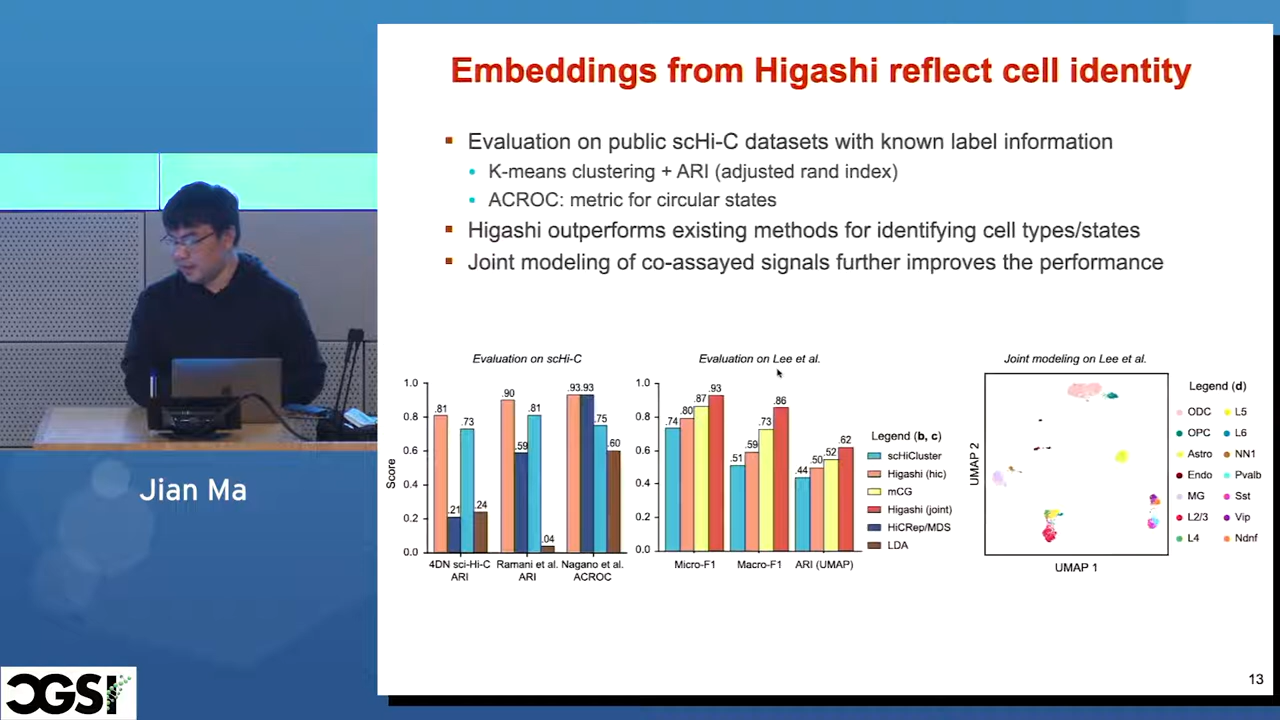 Embeddings from Higashi reflect cell identity
Evaluation on public scHi-C datasets with known label information
K-means clustering + ARI (adjusted rand index)
ACROC: metric for circular states
Higashi outperforms existing methods for identifying cell types/states
Joint modeling of co-assayed signals further improves the performance
Evaluation on scHi-C
Score
1.0
0.8
0.6
0.4
0.2
0.0
.81
.21
.73
.24
.90
.59
.81
.04
.93
.93
.75
.60
4DN sci-Hi-C
ARI
Ramani et al.
ARI
Nagano et al.
ACROC
Evaluation on Lee et al.
1.0
0.8
0.6
0.4
0.2
0.0
.74
.80
.87
.93
.51
.59
.73
.86
.44
.50
.52
.62
Micro-F1
Macro-F1
ARI (UMAP)
Legend (b, c)
scHiCluster
Higashi (hic)
mCG
Higashi (joint)
HiCRep/MDS
LDA
Joint modeling on Lee et al.
UMAP 2
UMAP 1
Legend (d)
ODC
L5
OPC
L6
Astro
NN1
Endo
Pvalb
MG
Sst
L2/3
Vip
L4
Ndnf
13
Jian Ma
CGSI